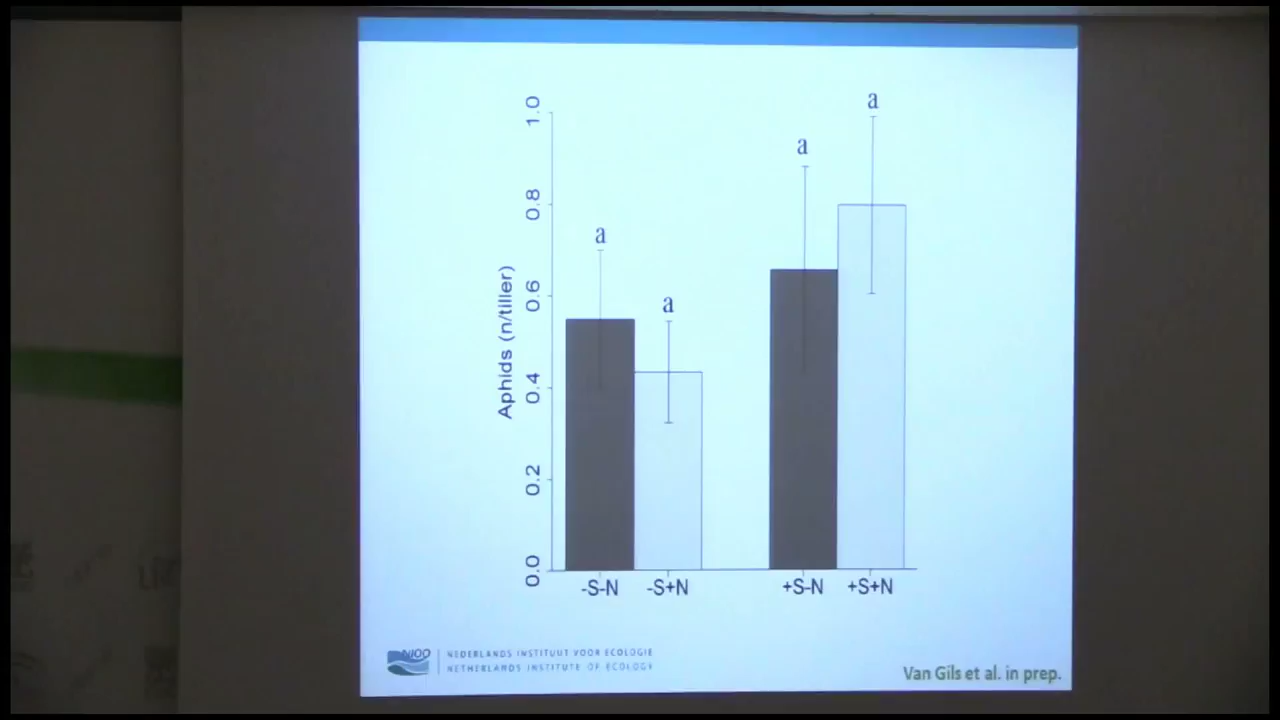 a
a
a
a
1.0
0.8
0.6
0.4
0.2
0.0
Aphids (n/tiller)
-S-N -S+N +S-N +S+N
NIOO
NEDERLANDS INSTITUUT VOOR ECOLOGIE
NETHERLANDS INSTITUTE OF ECOLOGY
Van Gils et al. in prep.